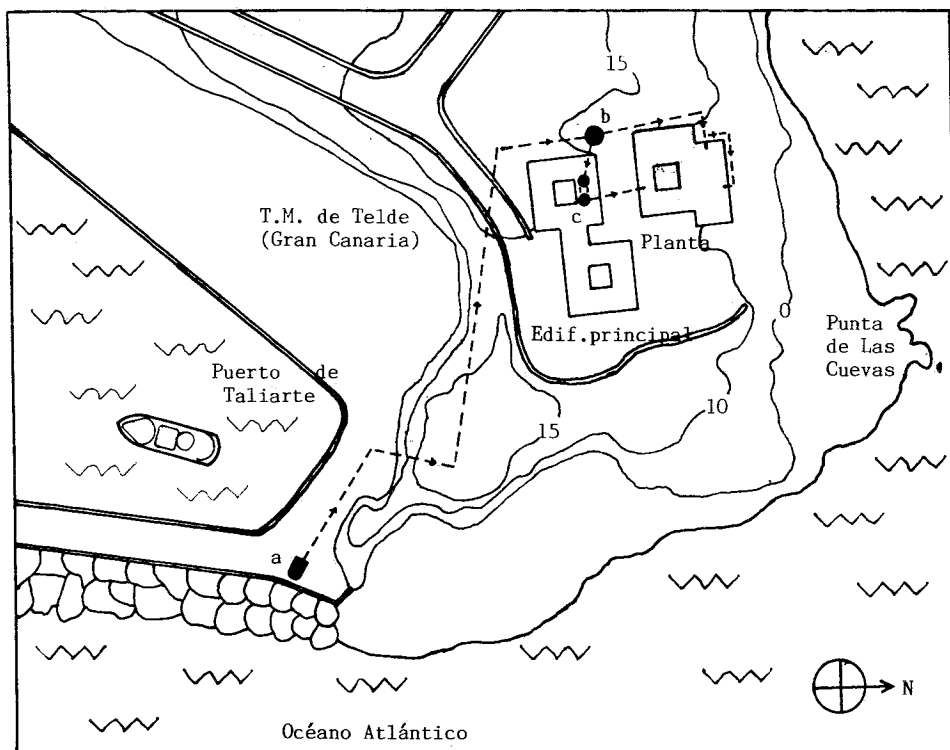 15
b
T.M. de Telde
(Gran Canaria)
c
Planta
0
Edif.principal
Punta
de Las
Cuevas
Puerto de
Taliarte
10
15
a
N
Océano Atlántico